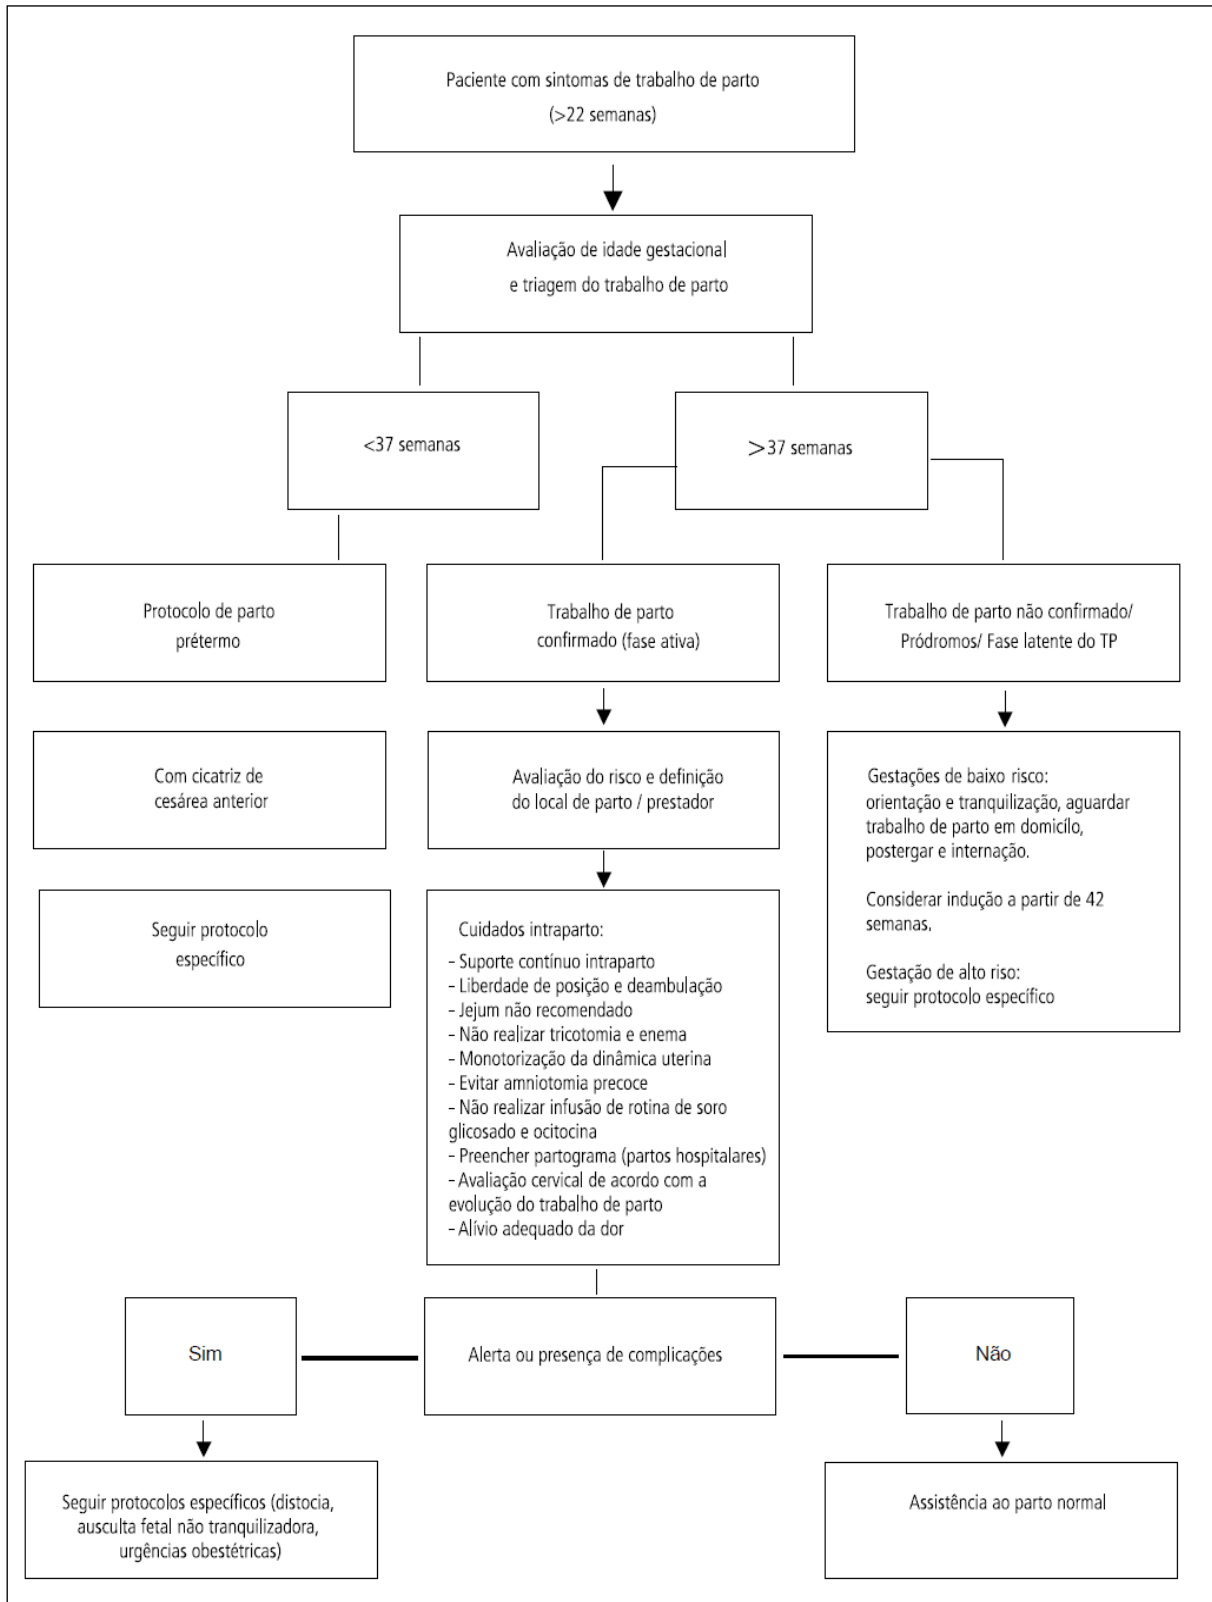 Paciente com sintomas de trabalho de parto
(>22 semanas)
Avaliação de idade gestacional
e triagem do trabalho de parto
<37 semanas
>37 semanas
Protocolo de parto
prétermo
Trabalho de parto
confirmado (fase ativa)
Trabalho de parto não confirmado/
Pródromos/ Fase latente do TP
Com cicatriz de
cesárea anterior
Avaliação do risco e definição
do local de parto / prestador
Gestações de baixo risco:
orientação e tranquilização, aguardar
trabalho de parto em domicílo,
postergar e internação.
Considerar indução a partir de 42
semanas.
Gestação de alto riso:
seguir protocolo específico
Seguir protocolo
específico
Cuidados intraparto:
– Suporte contínuo intraparto
– Liberdade de posição e deambulação
– Jejum não recomendado
– Não realizar tricotomia e enema
– Monotorização da dinâmica uterina
– Evitar amniotomia precoce
– Não realizar infusão de rotina de soro
glicosado e ocitocina
– Preencher partograma (partos hospitalares)
– Avaliação cervical de acordo com a
evolução do trabalho de parto
– Alívio adequado da dor
Sim
Alerta ou presença de complicações
Não
Seguir protocolos específicos (distocia,
ausculta fetal não tranquilizadora,
urgências obestétricas)
Assistência ao parto normal